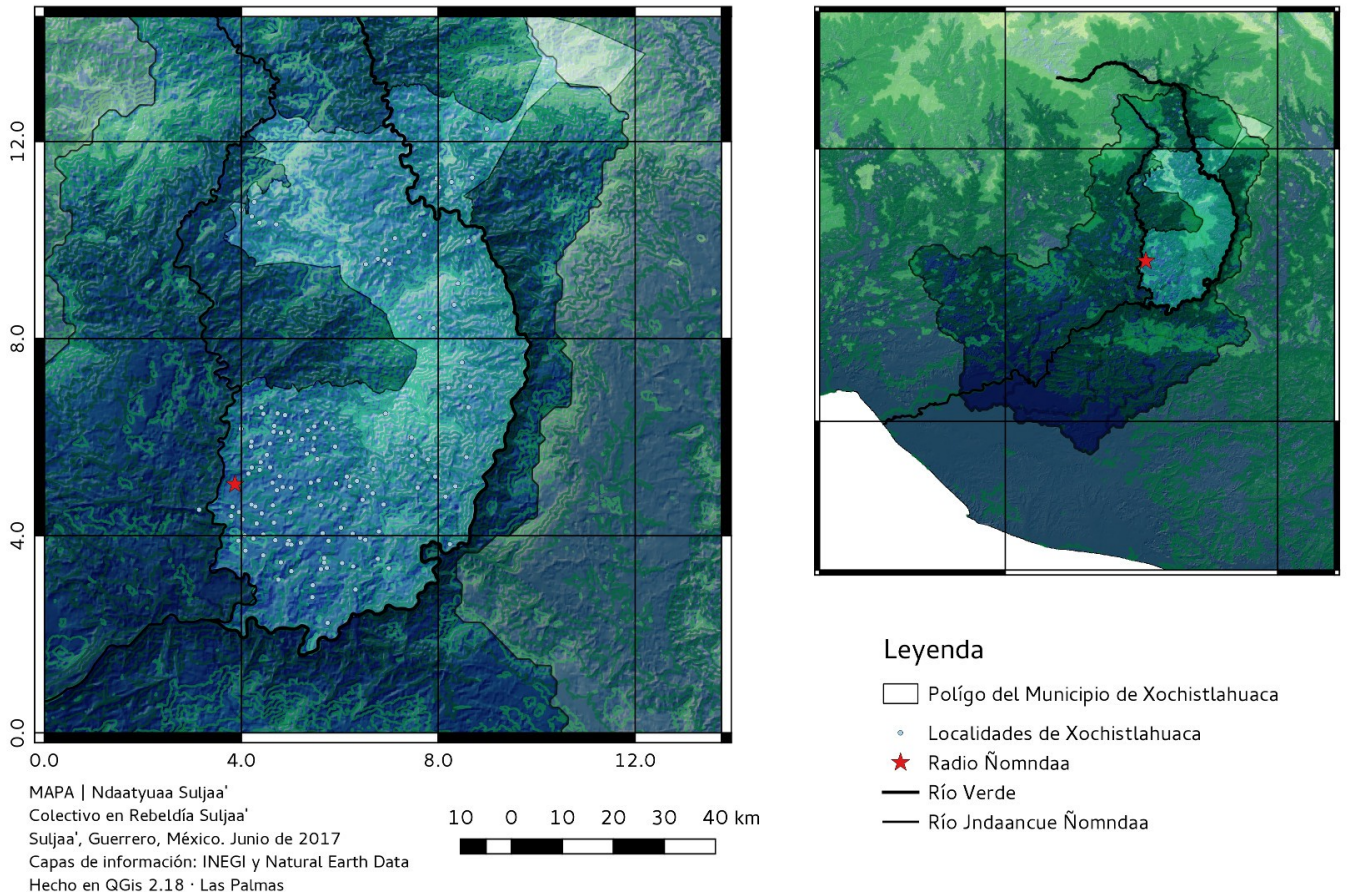 12.0
8.0
4.0
0.0
0.0 4.0 8.0 12.0
MAPA | Ndaatyuaa Suljaa'
Colectivo en Rebeldía Suljaa'
Suljaa', Guerrero, México. Junio de 2017
Capas de información: INEGI y Natural Earth Data
Hecho en QGis 2.18 · Las Palmas
10 0 10 20 30 40 km
Leyenda
Polígo del Municipio de Xochistlahuaca
Localidades de Xochistlahuaca
Radio Ñomndaa
Río Verde
Río Jndaancue Ñomndaa